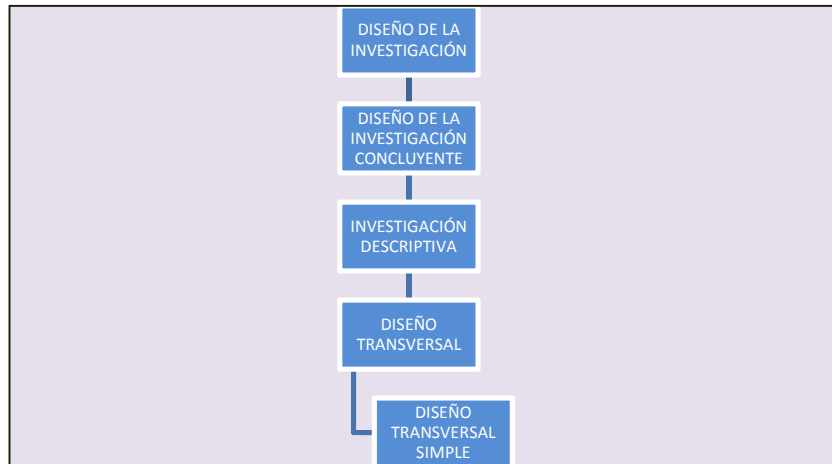 DISEÑO DE LA
INVESTIGACIÓN
DISEÑO DE LA
INVESTIGACIÓN
CONCLUYENTE
INVESTIGACIÓN
DESCRIPTIVA
DISEÑO
TRANSVERSAL
DISEÑO
TRANSVERSAL
SIMPLE